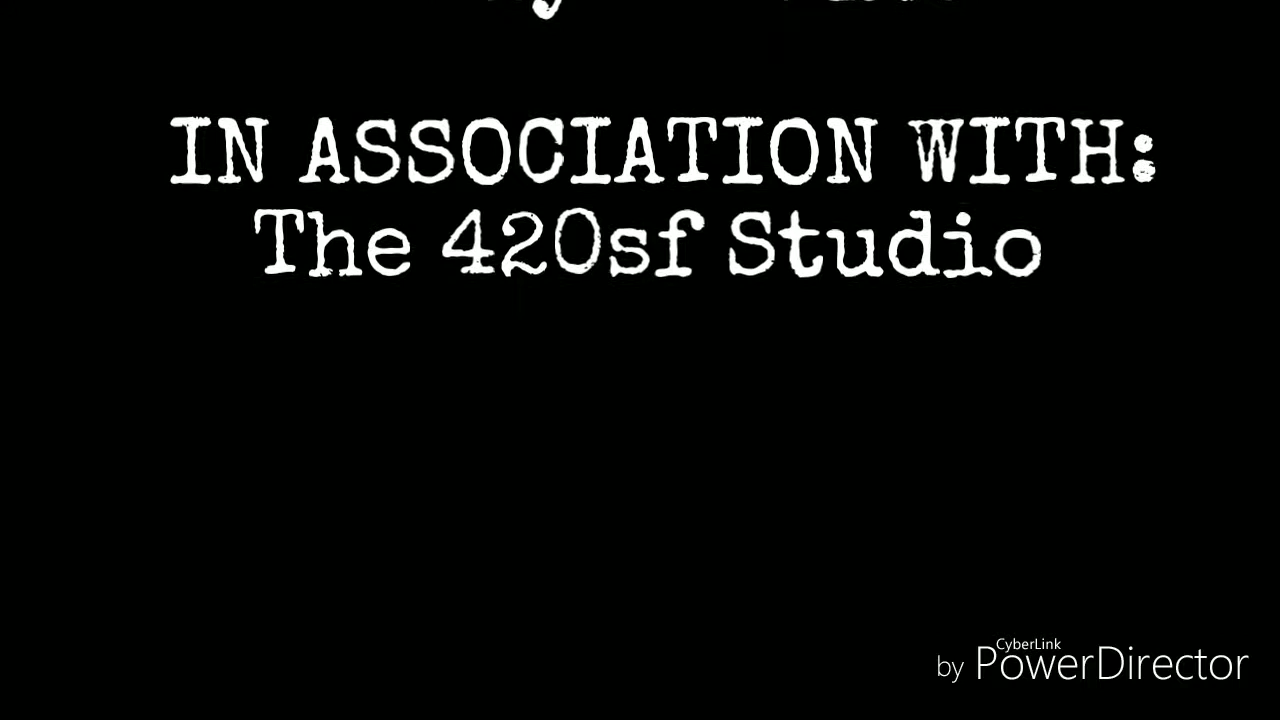 IN ASSOCIATION WITH:
The 420sf Studio
CyberLink
by PowerDirector